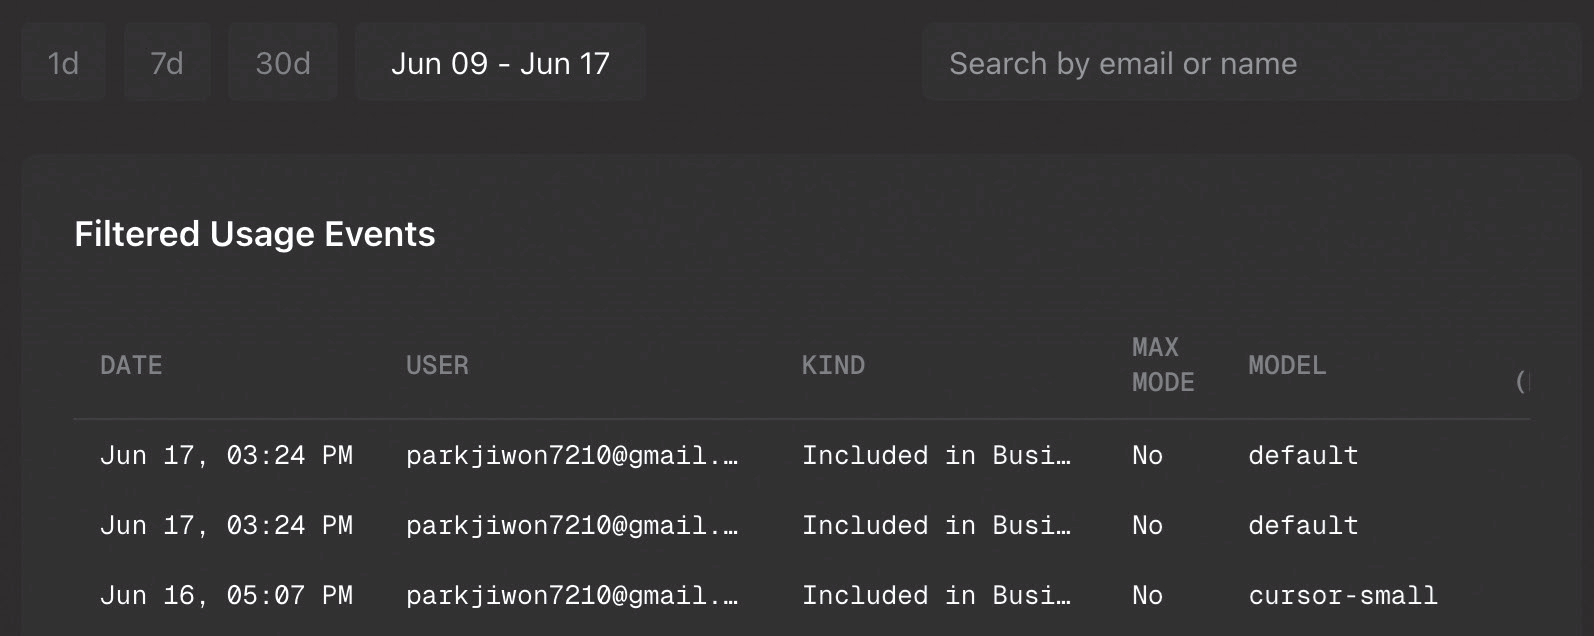 1d 7d 30d Jun 09 - Jun 17 Search by email or name
Filtered Usage Events
DATE USER KIND MAX MODE MODEL (
Jun 17, 03:24 PM parkjiwon7210@gmail.… Included in Busi… No default
Jun 17, 03:24 PM parkjiwon7210@gmail.… Included in Busi… No default
Jun 16, 05:07 PM parkjiwon7210@gmail.… Included in Busi… No cursor-small